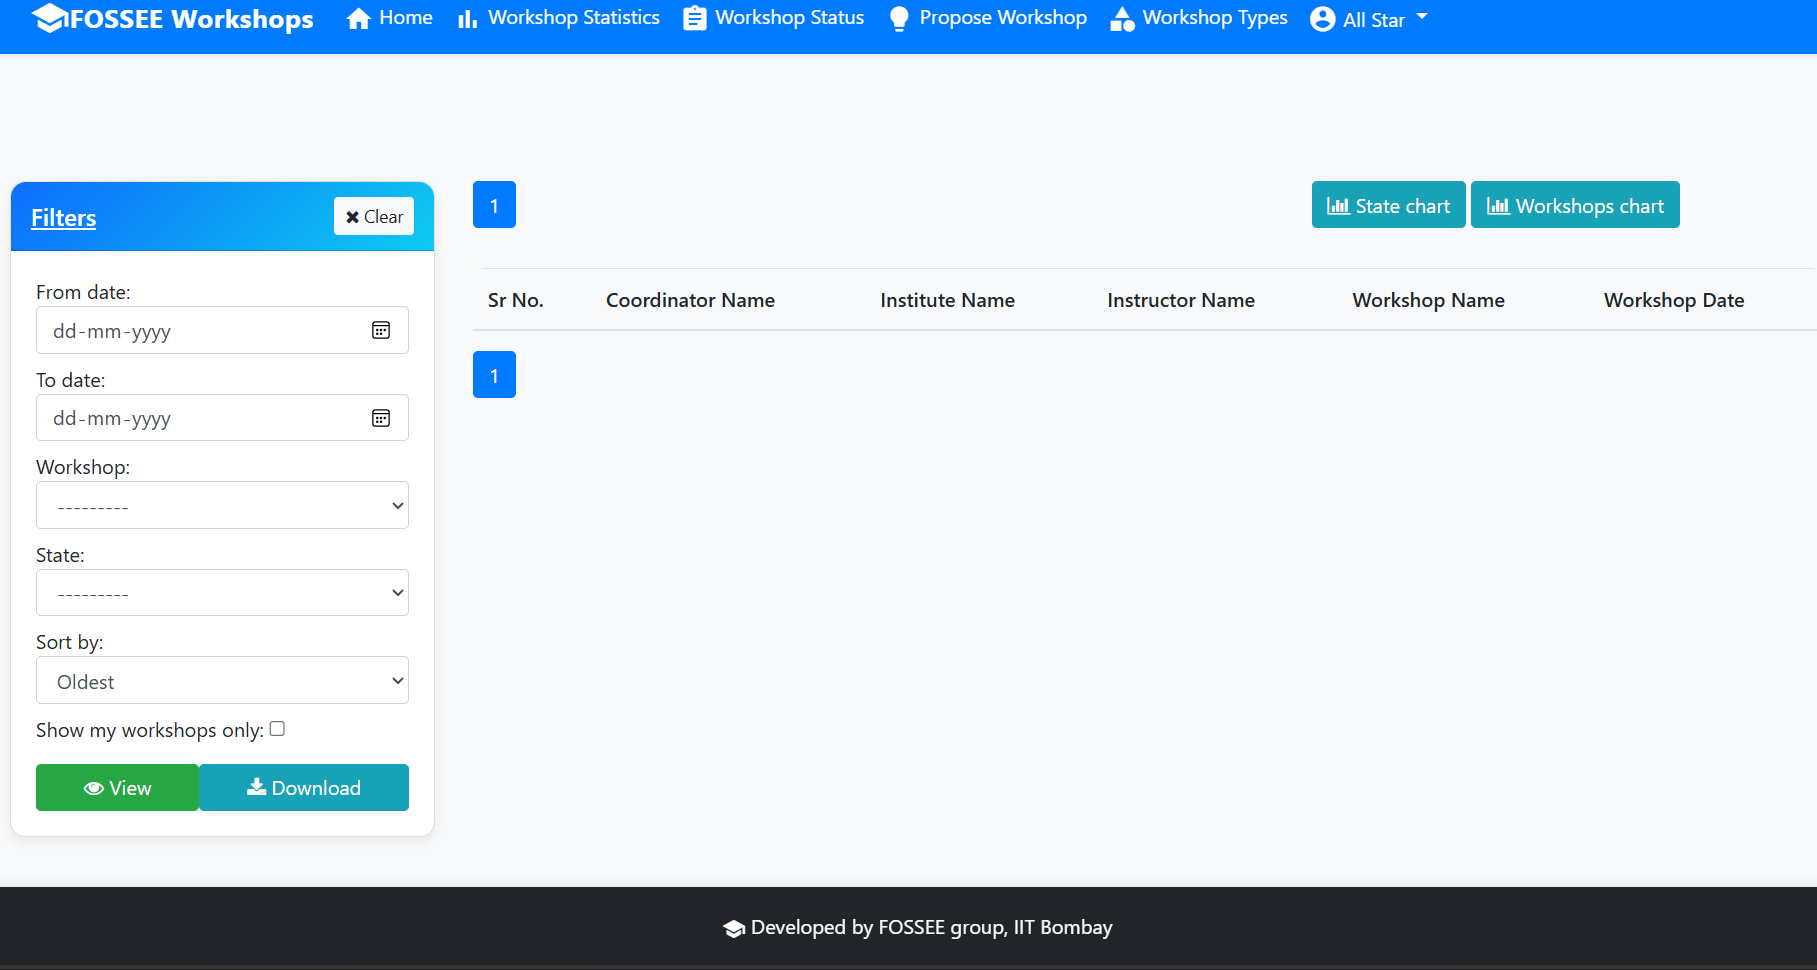 FOSSEE Workshops Home Workshop Statistics Workshop Status Propose Workshop Workshop Types All Star
Filters
Clear
From date:
dd-mm-yyyy
To date:
dd-mm-yyyy
Workshop:
---------
State:
---------
Sort by:
Oldest
Show my workshops only:
View Download
1
State chart Workshops chart
Sr No. Coordinator Name Institute Name Instructor Name Workshop Name Workshop Date
1
Developed by FOSSEE group, IIT Bombay